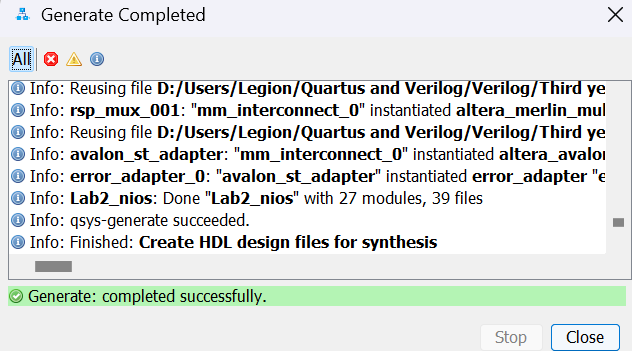 Generate Completed
All
Info: Reusing file D:/Users/Legion/Quartus and Verilog/Verilog/Third ye
Info: rsp_mux_001: "mm_interconnect_0" instantiated altera_merlin_mul
Info: Reusing file D:/Users/Legion/Quartus and Verilog/Verilog/Third ye
Info: avalon_st_adapter: "mm_interconnect_0" instantiated altera_avalon
Info: error_adapter_0: "avalon_st_adapter" instantiated error_adapter "e
Info: Lab2_nios: Done "Lab2_nios" with 27 modules, 39 files
Info: qsys-generate succeeded.
Info: Finished: Create HDL design files for synthesis
Generate: completed successfully.
Stop Close